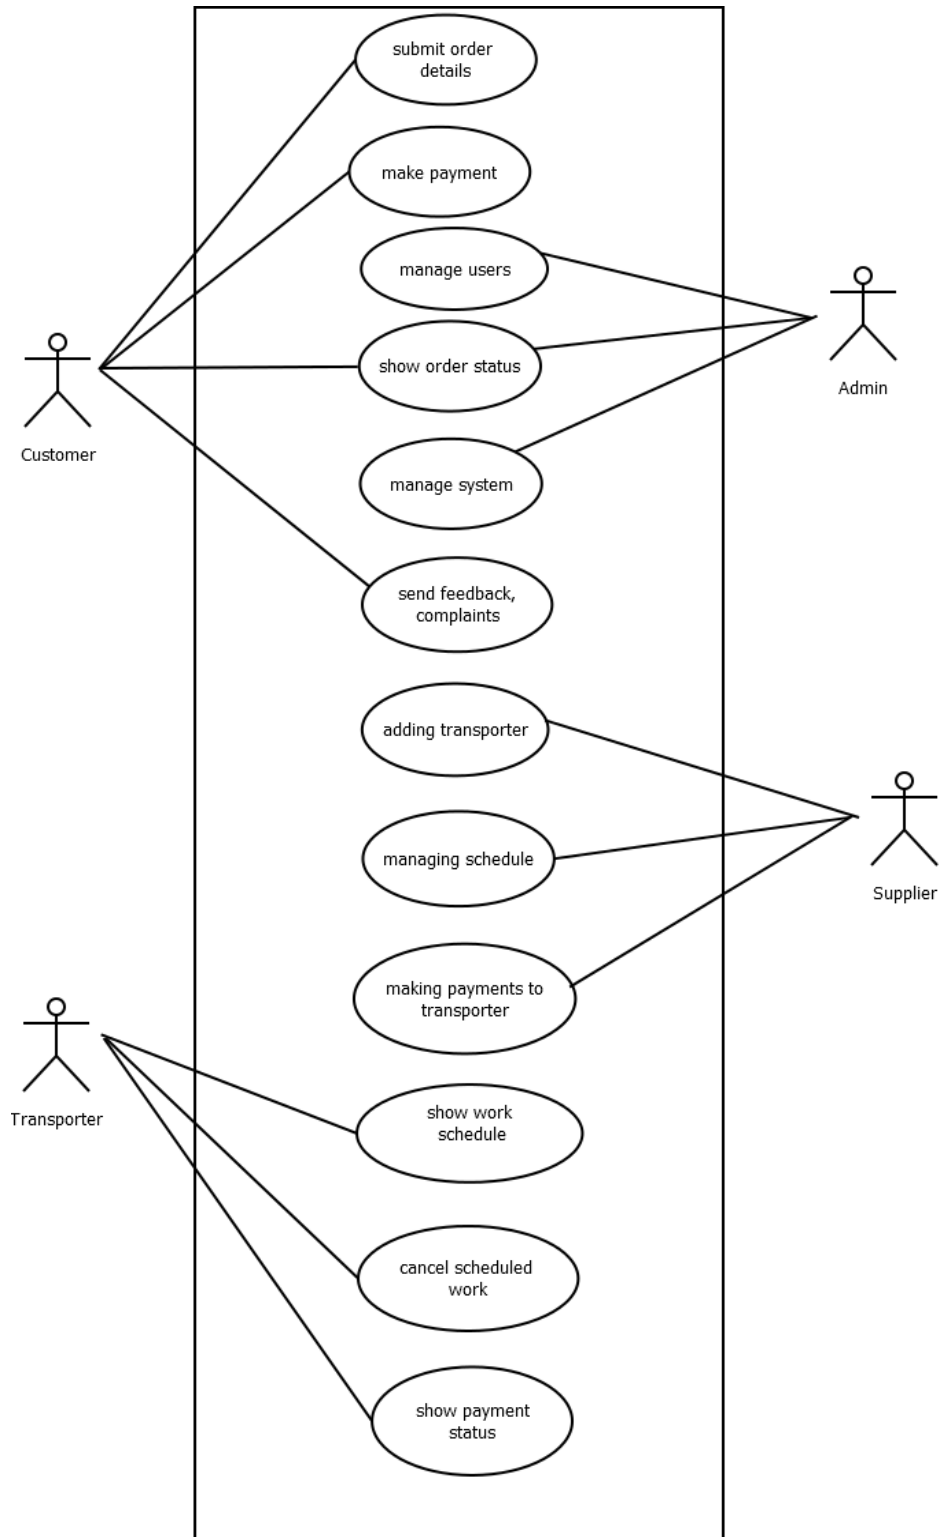 submit order
details
make payment
manage users
show order status
Admin
Customer
manage system
send feedback,
complaints
adding transporter
managing schedule
Supplier
making payments to
transporter
Transporter
show work
schedule
cancel scheduled
work
show payment
status